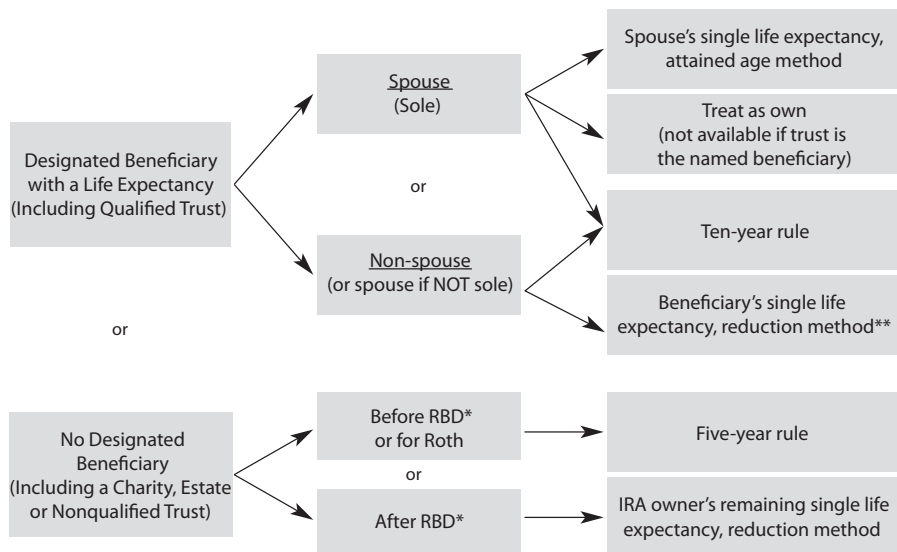 Designated Beneficiary
with a Life Expectancy
(Including Qualified Trust)
or
No Designated
Beneficiary
(Including a Charity, Estate
or Nonqualified Trust)
Spouse
(Sole)
or
Non-spouse
(or spouse if NOT sole)
Before RBD*
or for Roth
or
After RBD*
Spouse's single life expectancy,
attained age method
Treat as own
(not available if trust is
the named beneficiary)
Ten-year rule
Beneficiary's single life
expectancy, reduction method**
Five-year rule
IRA owner's remaining single life
expectancy, reduction method